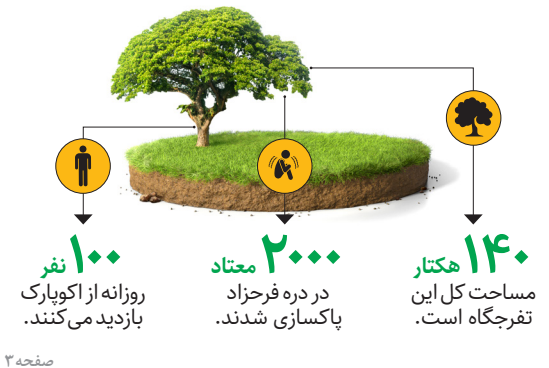 ۱۴۰ هکتار
مساحت کل این
تفرجگاه است.
۲۰۰۰ معتاد
در دره فرحزاد
پاکسازی شدند.
۱۰۰ نفر
روزانه از اکوپارک
بازدید می‌کنند.
صفحه ۳